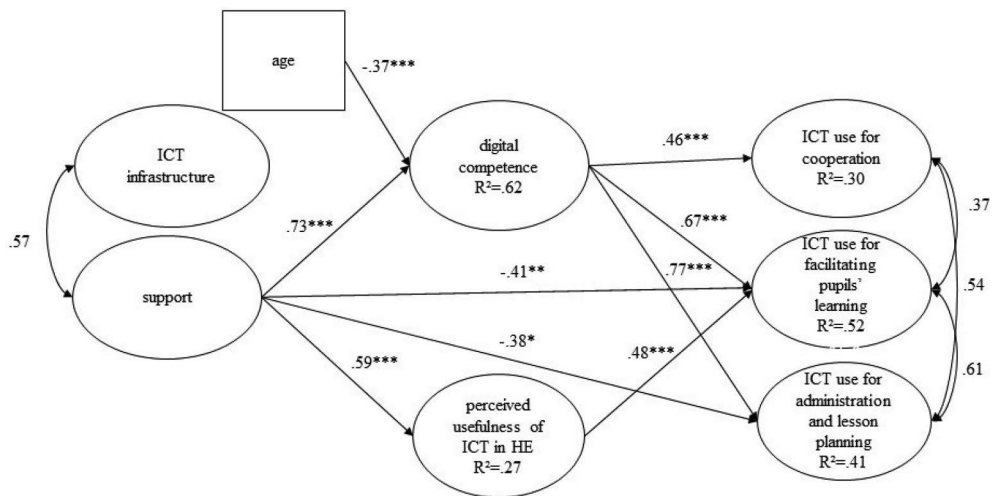 age
-.37***
ICT
infrastructure
digital
competence
R²=.62
.46***
ICT use for
cooperation
R²=.30
.57
.73***
.67***
.37
support
-.41**
.77***
ICT use for
facilitating
pupils'
learning
R²=.52
.54
-.38*
.59***
.48***
.61
perceived
usefulness of
ICT in HE
R²=.27
ICT use for
administration
and lesson
planning
R²=.41